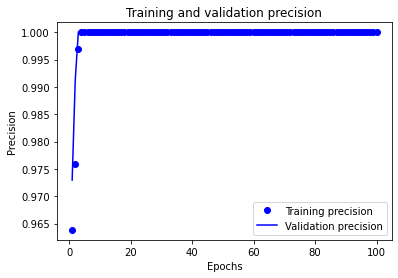 Training and validation precision
1.000
0.995
0.990
0.985
0.980
0.975
0.970
0.965
Precision
Training precision
Validation precision
0 20 40 60 80 100
Epochs